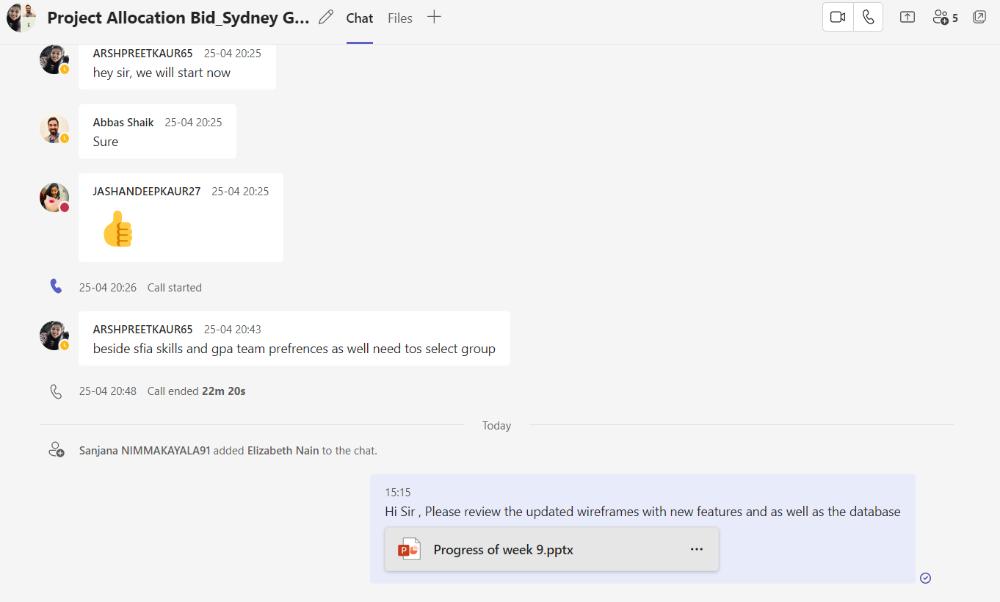 Project Allocation Bid_Sydney G...
Chat
Files
5
E
ARSHPREETKAUR65 25-04 20:25
hey sir, we will start now
Abbas Shaik 25-04 20:25
Sure
JASHANDEEPKAUR27 25-04 20:25
25-04 20:26 Call started
ARSHPREETKAUR65 25-04 20:43
beside sfia skills and gpa team prefrences as well need tos select group
25-04 20:48 Call ended 22m 20s
Today
Sanjana NIMMAKAYALA91 added Elizabeth Nain to the chat.
15:15
Hi Sir , Please review the updated wireframes with new features and as well as the database
P
Progress of week 9.pptx